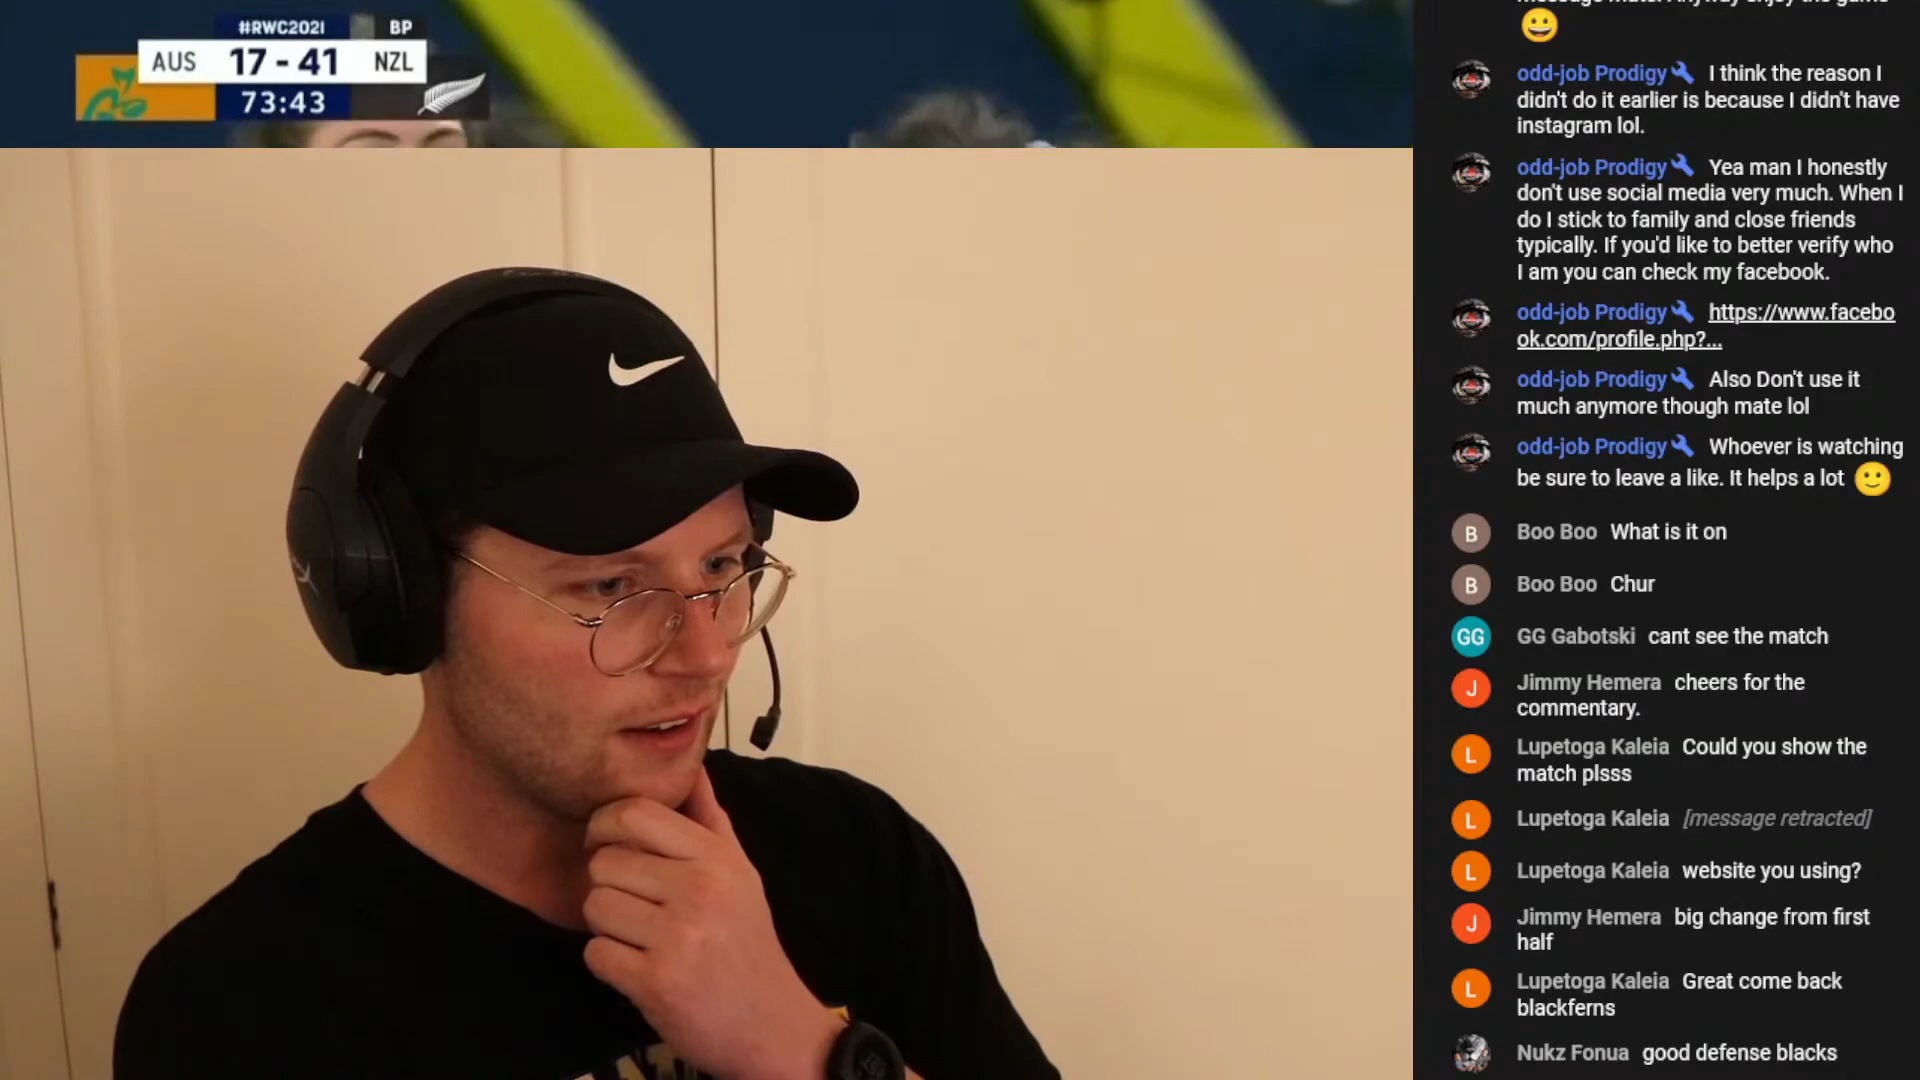 #RWC2021 BP
AUS 17 - 41 NZL
73:43
odd-job Prodigy I think the reason I
didn't do it earlier is because I didn't have
instagram lol.
odd-job Prodigy Yea man I honestly
don't use social media very much. When I
do I stick to family and close friends
typically. If you'd like to better verify who
I am you can check my facebook.
odd-job Prodigy https://www.facebo
ok.com/profile.php?...
odd-job Prodigy Also Don't use it
much anymore though mate lol
odd-job Prodigy Whoever is watching
be sure to leave a like. It helps a lot
B Boo Boo What is it on
B Boo Boo Chur
GG GG Gabotski cant see the match
J Jimmy Hemera cheers for the
commentary.
L Lupetoga Kaleia Could you show the
match plsss
L Lupetoga Kaleia [message retracted]
L Lupetoga Kaleia website you using?
J Jimmy Hemera big change from first
half
L Lupetoga Kaleia Great come back
blackferns
Nukz Fonua good defense blacks